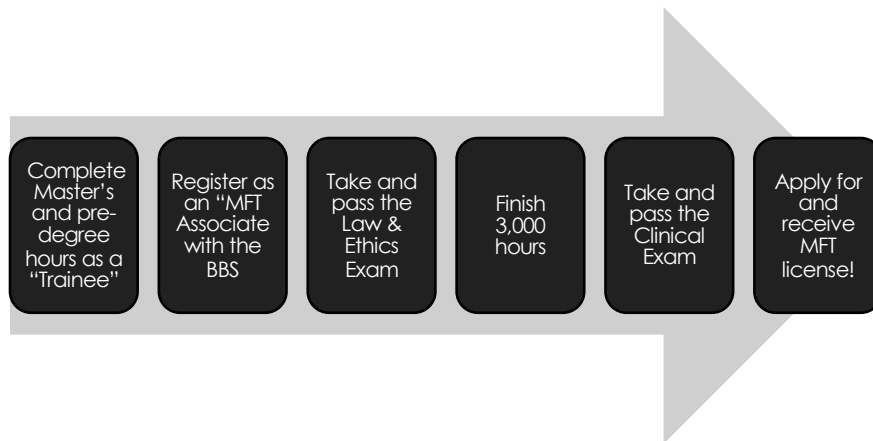 Complete
Master's
and pre-
degree
hours as a
“Trainee”
Register as
an “MFT
Associate
with the
BBS
Take and
pass the
Law &
Ethics
Exam
Finish
3,000
hours
Take and
pass the
Clinical
Exam
Apply for
and
receive
MFT
license!